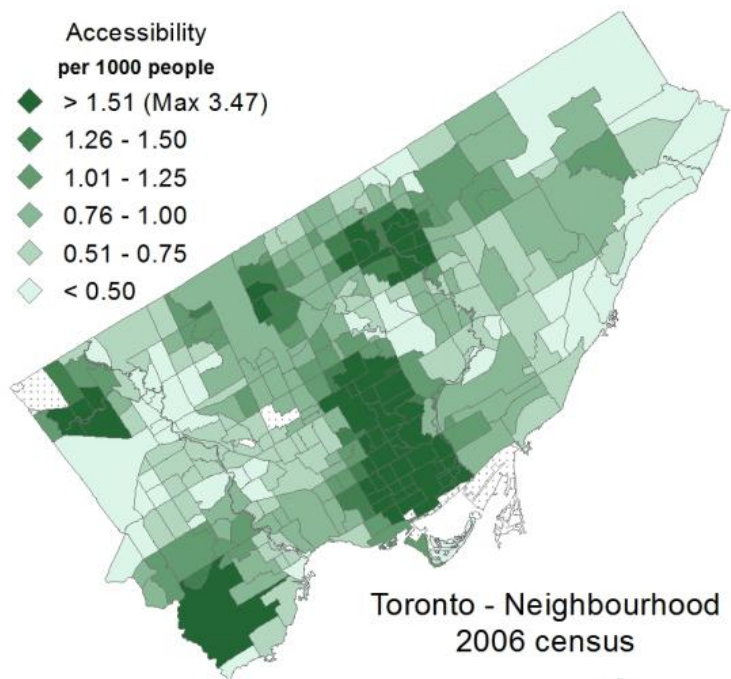 Accessibility
per 1000 people
> 1.51 (Max 3.47)
1.26 - 1.50
1.01 - 1.25
0.76 - 1.00
0.51 - 0.75
< 0.50
Toronto - Neighbourhood
2006 census